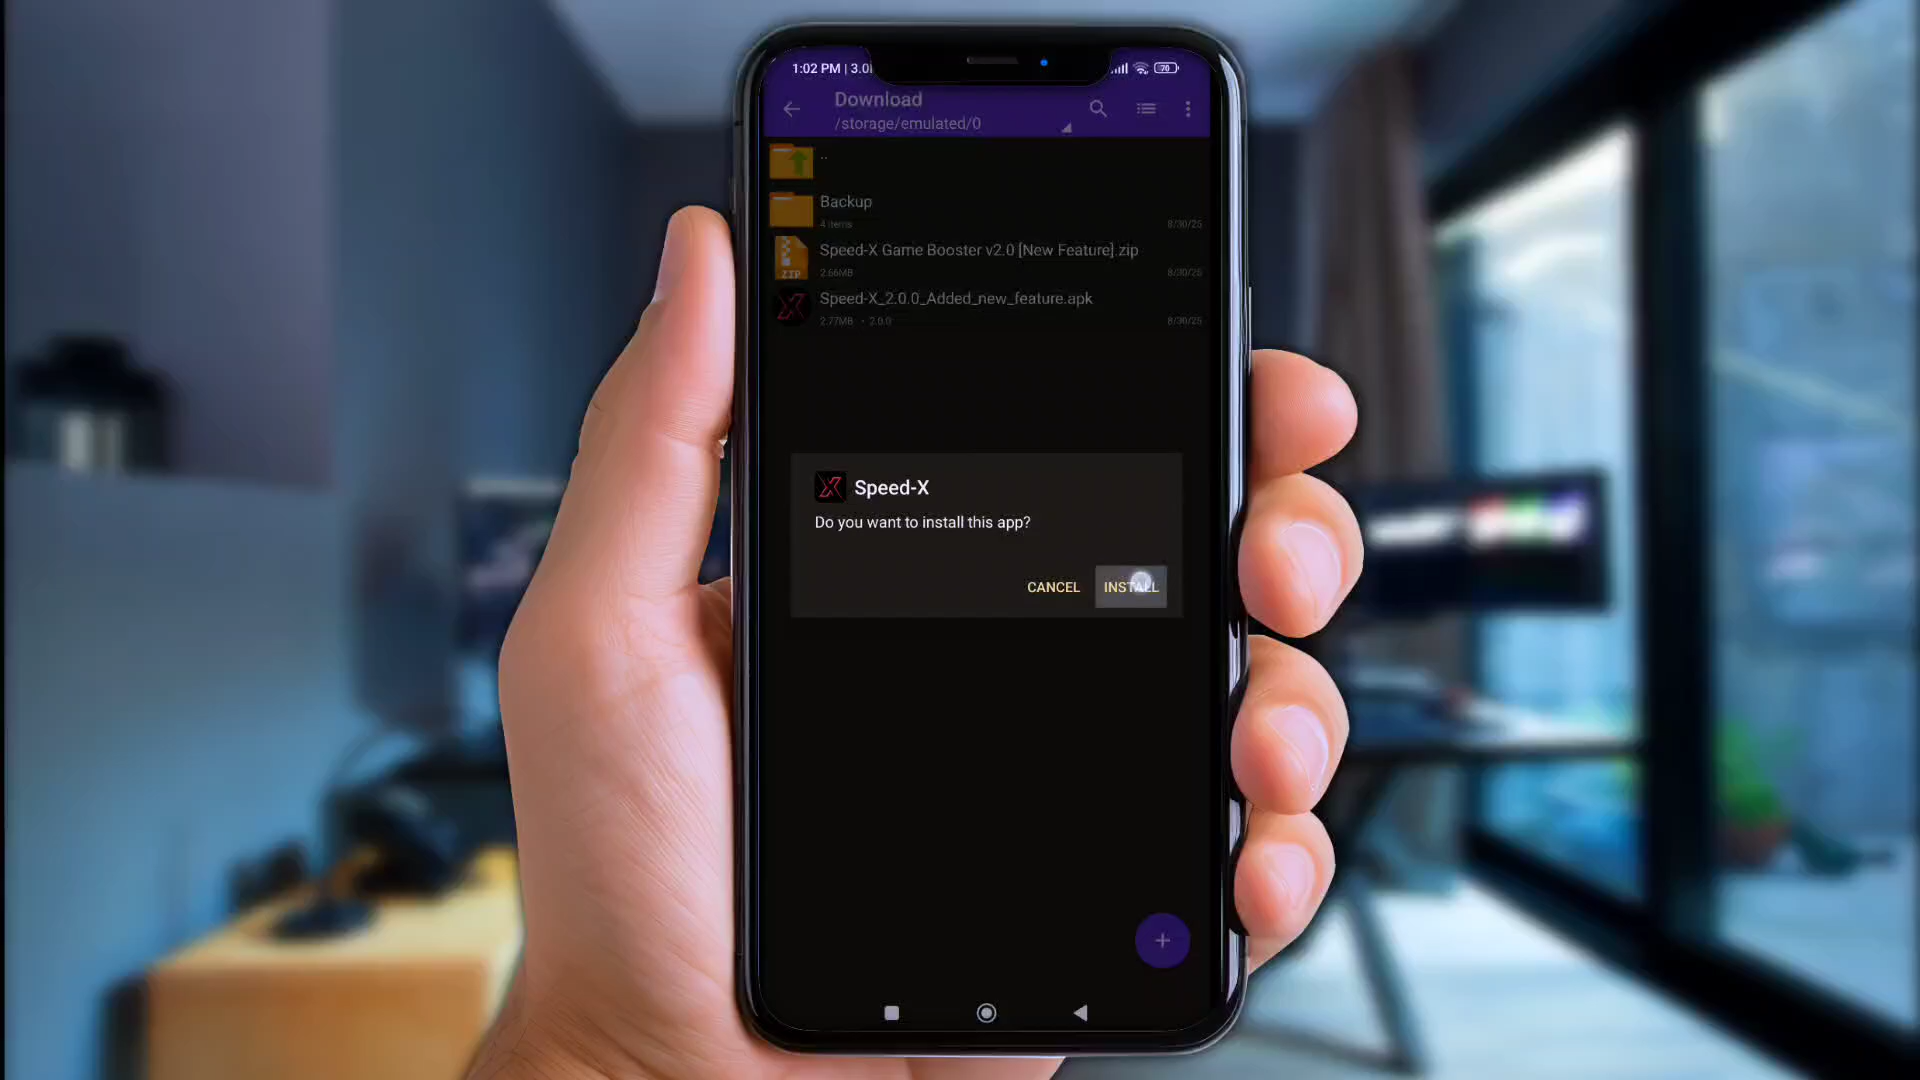 1:02 PM | 3.0
70
Download
/storage/emulated/0
..
Backup
4 items
8/30/25
Speed-X Game Booster v2.0 [New Feature].zip
ZIP
2.66MB
8/30/25
Speed-X_2.0.0_Added_new_feature.apk
2.77MB · 2.0.0
8/30/25
Speed-X
Do you want to install this app?
CANCEL
INSTALL